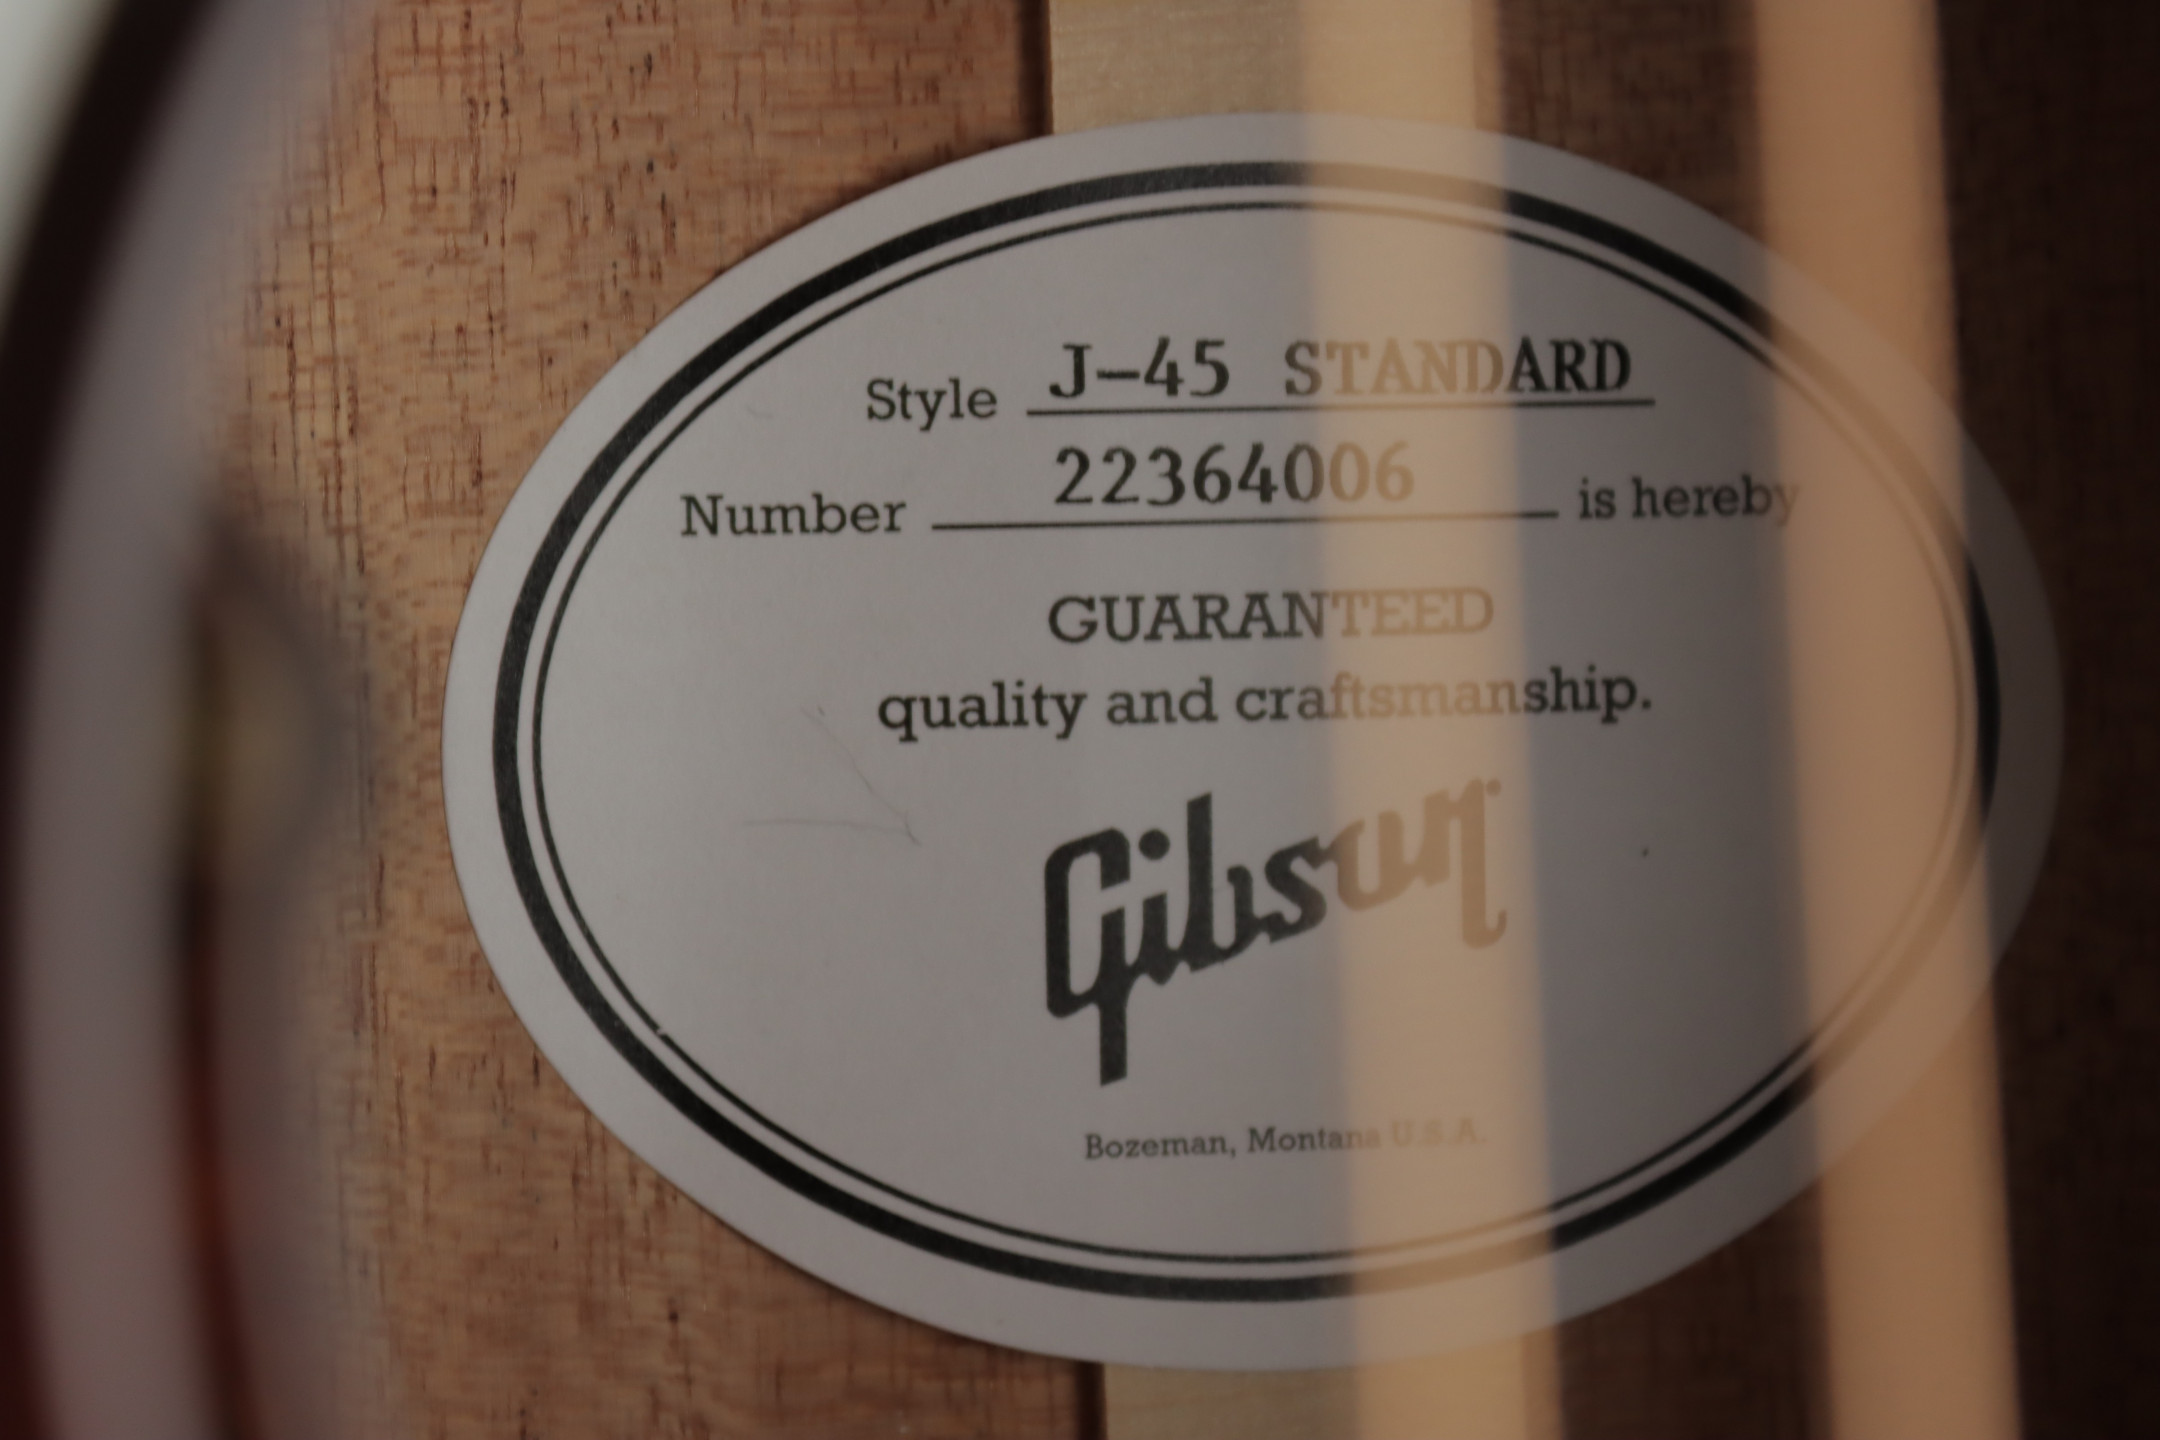 Style J-45 STANDARD
Number 22364006 is hereby
GUARANTEED
quality and craftsmanship.
Gibson
Bozeman, Montana U.S.A.